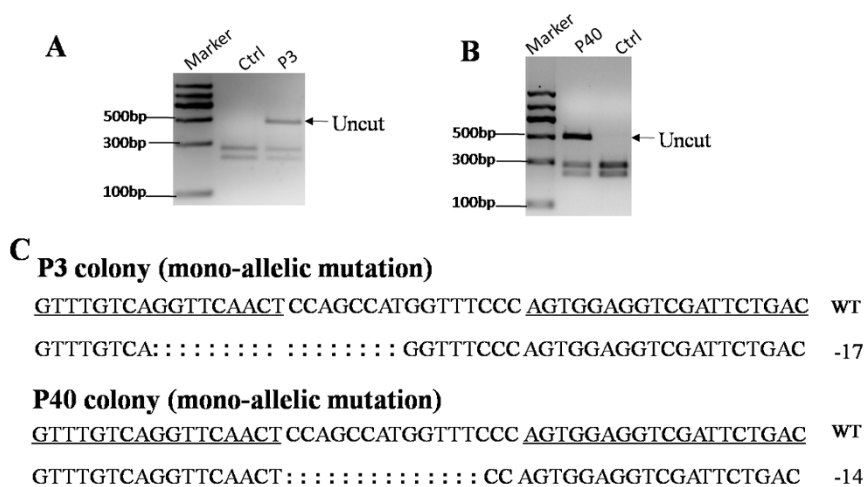 A
Marker
Ctrl
P3
500bp
Uncut
300bp
100bp
B
Marker
P40
Ctrl
500bp
Uncut
300bp
100bp
C
P3 colony (mono-allelic mutation)
GTTTGTCAGGTTCAACT CCAGCCATGGTTTCCC AGTGGAGGTCGATTCTGAC WT
GTTTGTCA: : : : : : : : : : : : : : : : : GGTTTCCC AGTGGAGGTCGATTCTGAC -17
P40 colony (mono-allelic mutation)
GTTTGTCAGGTTCAACT CCAGCCATGGTTTCCC AGTGGAGGTCGATTCTGAC WT
GTTTGTCAGGTTCAACT : : : : : : : : : : : : : : CC AGTGGAGGTCGATTCTGAC -14